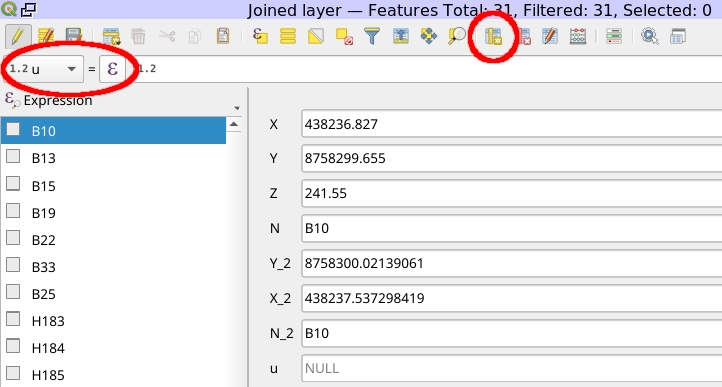 Joined layer — Features Total: 31, Filtered: 31, Selected: 0
1.2 u = ε 1.2
Expression
B10
B13
B15
B19
B22
B33
B25
H183
H184
H185
X 438236.827
Y 8758299.655
Z 241.55
N B10
Y_2 8758300.02139061
X_2 438237.537298419
N_2 B10
u NULL